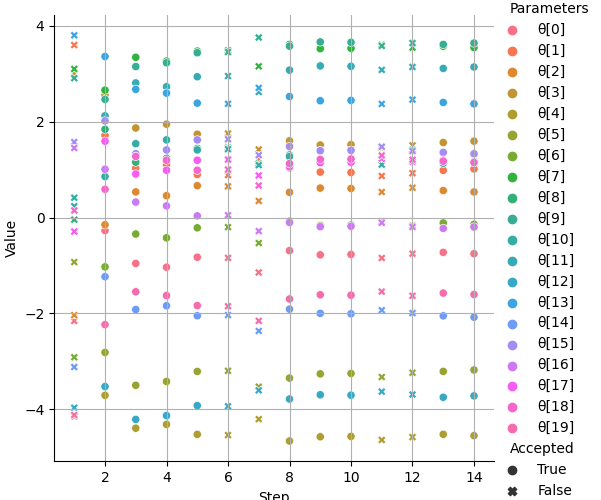 Parameters
θ[0]
θ[1]
θ[2]
θ[3]
θ[4]
θ[5]
θ[6]
θ[7]
θ[8]
θ[9]
θ[10]
θ[11]
θ[12]
θ[13]
θ[14]
θ[15]
θ[16]
θ[17]
θ[18]
θ[19]
Accepted
True
False
Value
4
2
0
−2
−4
2 4 6 8 10 12 14
Step